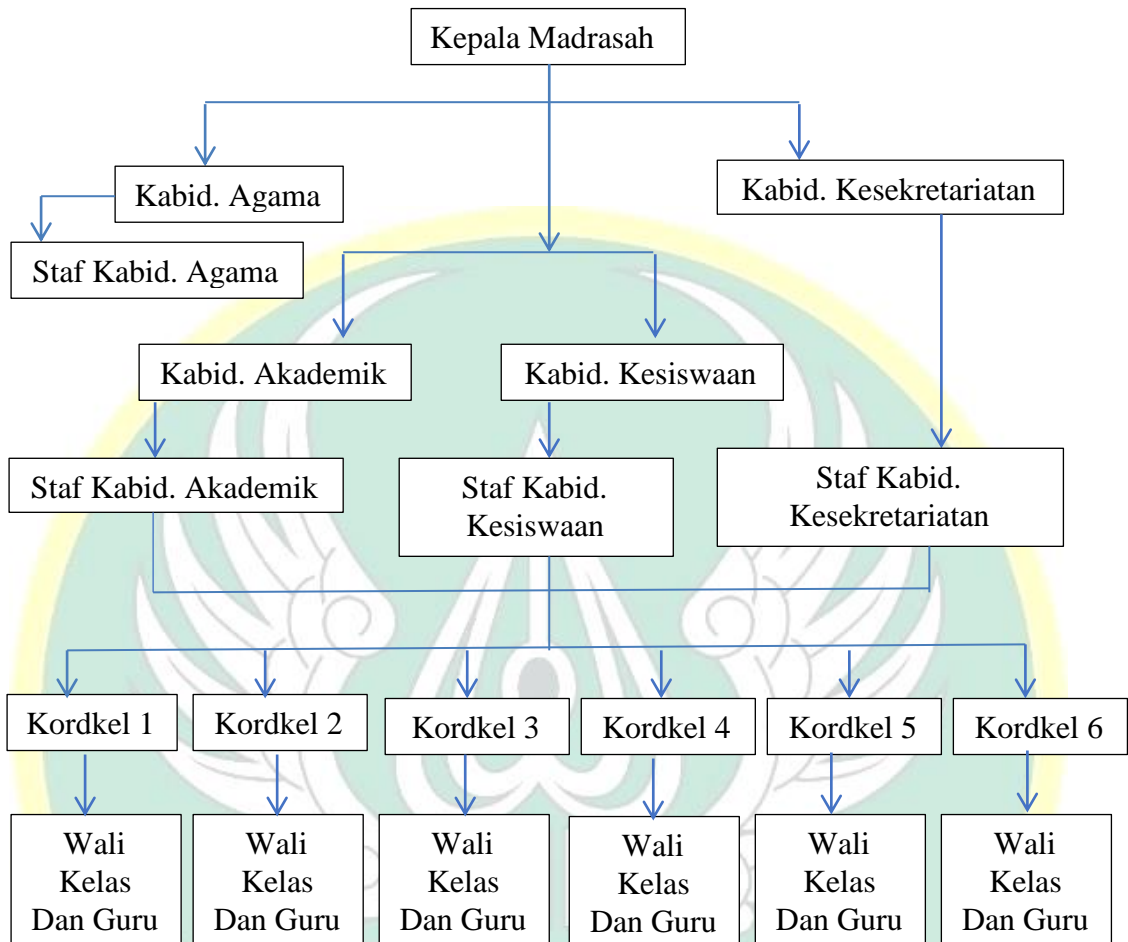 Kepala Madrasah
Kabid. Agama
Kabid. Kesekretariatan
Staf Kabid. Agama
Kabid. Akademik
Kabid. Kesiswaan
Staf Kabid. Akademik
Staf Kabid.
Kesiswaan
Staf Kabid.
Kesekretariatan
Kordkel 1
Kordkel 2
Kordkel 3
Kordkel 4
Kordkel 5
Kordkel 6
Wali
Kelas
Dan Guru
Wali
Kelas
Dan Guru
Wali
Kelas
Dan Guru
Wali
Kelas
Dan Guru
Wali
Kelas
Dan Guru
Wali
Kelas
Dan Guru